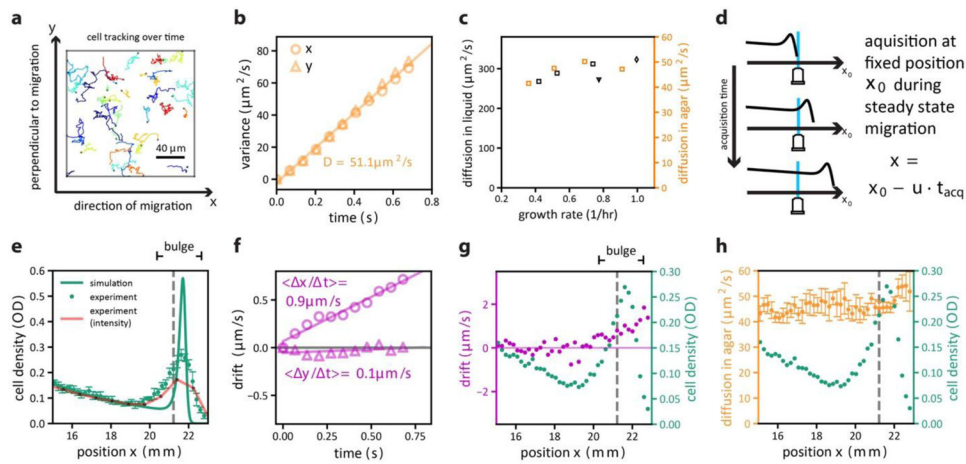 a
y
cell tracking over time
perpendicular to migration
40 µm
x
direction of migration
b
80
60
40
20
0
variance (µm²/s)
x
y
D = 51.1µm²/s
0.0
0.2
0.4
0.6
0.8
time (s)
c
diffusion in liquid (µm²/s)
300
200
100
0
60
50
40
30
20
10
0
diffusion in agar (µm²/s)
0.2
0.4
0.6
0.8
1.0
growth rate (1/hr)
d
acquisition time
x₀
x₀
x₀
aquisition at
fixed position
x₀ during
steady state
migration
x =
x₀ − u · t_acq
e
bulge
cell density (OD)
0.6
0.5
0.4
0.3
0.2
0.1
0.0
simulation
experiment
experiment
(intensity)
16
18
20
22
position x (mm)
f
drift (µm/s)
0.5
0.0
-0.5
<Δx/Δt>=
0.9µm/s
<Δy/Δt>= 0.1µm/s
0.00
0.25
0.50
0.75
time (s)
g
bulge
drift (µm/s)
2
0
−2
0.30
0.25
0.20
0.15
0.10
0.05
0.00
cell density (OD)
16
18
20
22
position x (mm)
h
diffusion in agar (µm²/s)
60
50
40
30
20
10
0
0.30
0.25
0.20
0.15
0.10
0.05
0.00
cell density (OD)
16
18
20
22
position x (mm)